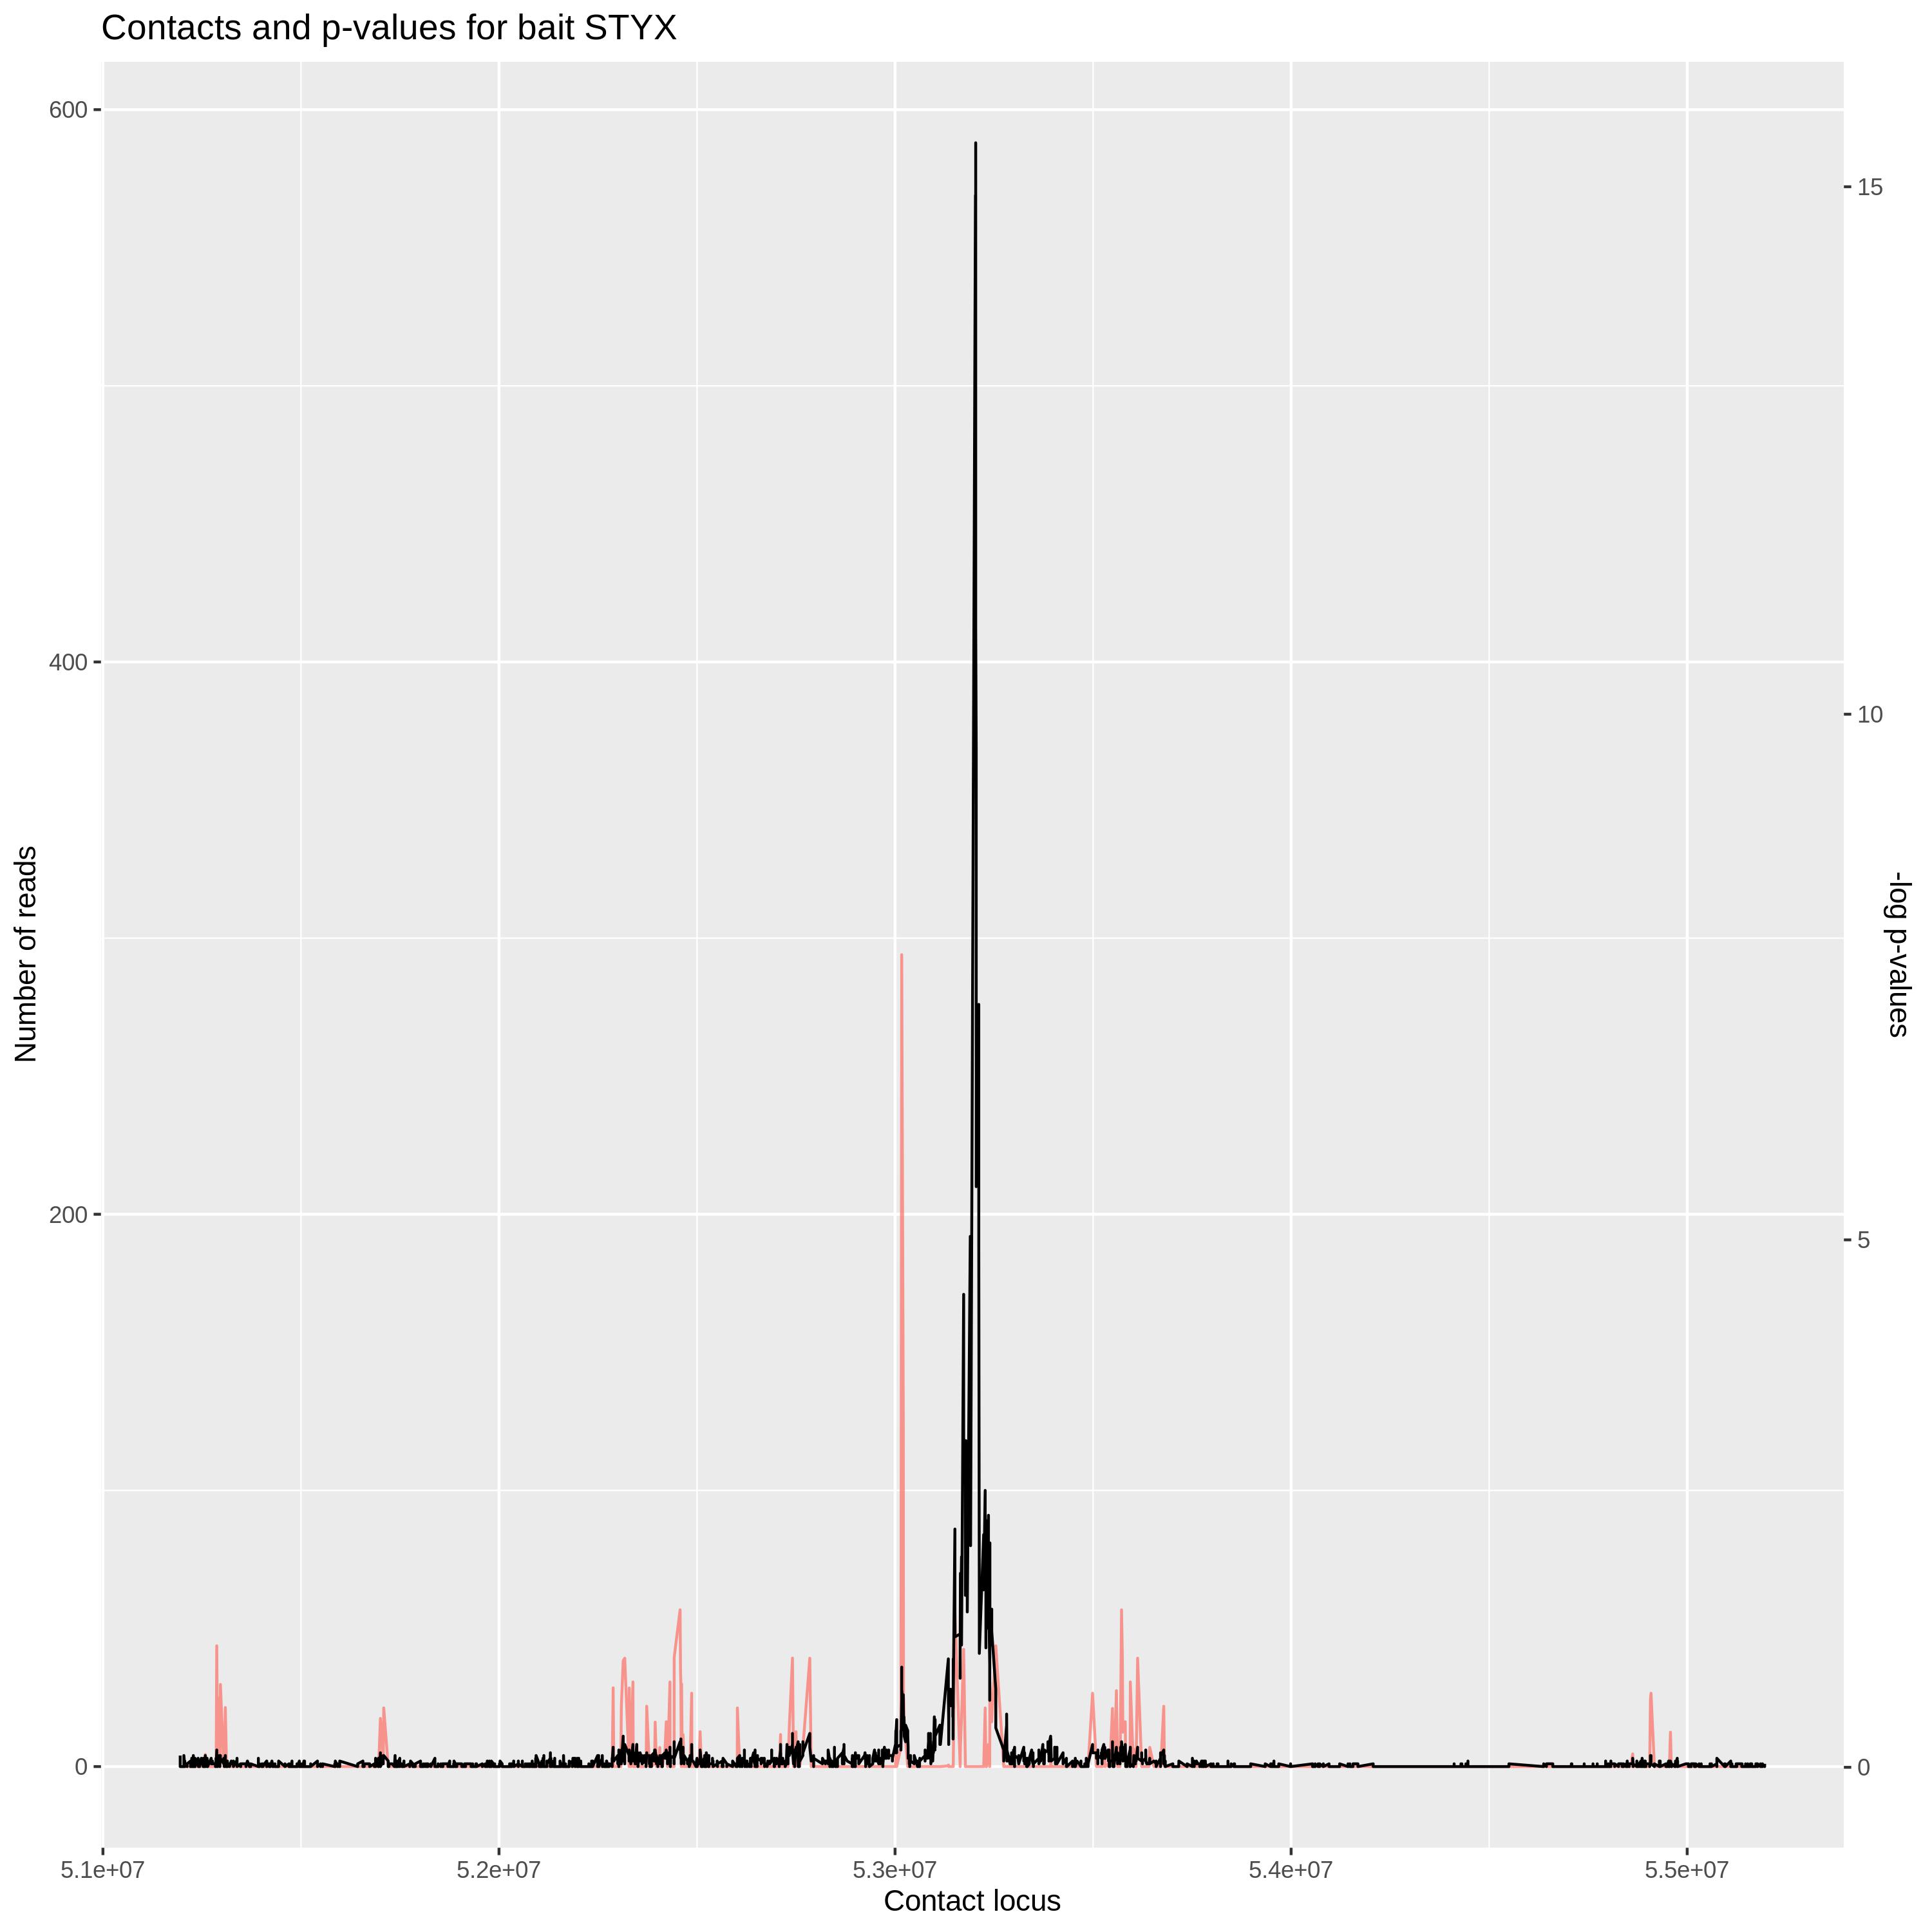 Contacts and p-values for bait STYX
600
400
200
0
Number of reads
15
10
5
0
-log p-values
5.1e+07
5.2e+07
5.3e+07
5.4e+07
5.5e+07
Contact locus